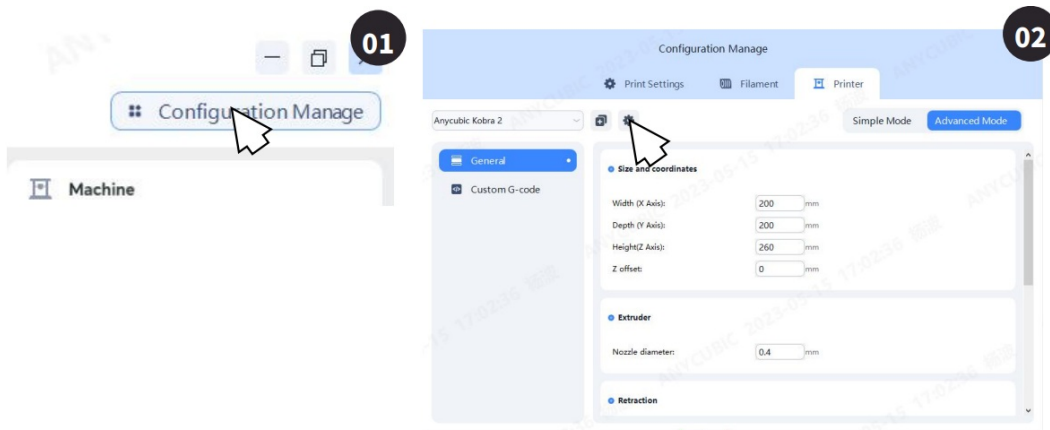 01
Configuration Manage
Machine
02
Configuration Manage
Print Settings Filament Printer
Anycubic Kobra 2
Simple Mode Advanced Mode
General
Custom G-code
Size and coordinates
Width (X Axis): 200 mm
Depth (Y Axis): 200 mm
Height(Z Axis): 260 mm
Z offset: 0 mm
Extruder
Nozzle diameter: 0.4 mm
Retraction